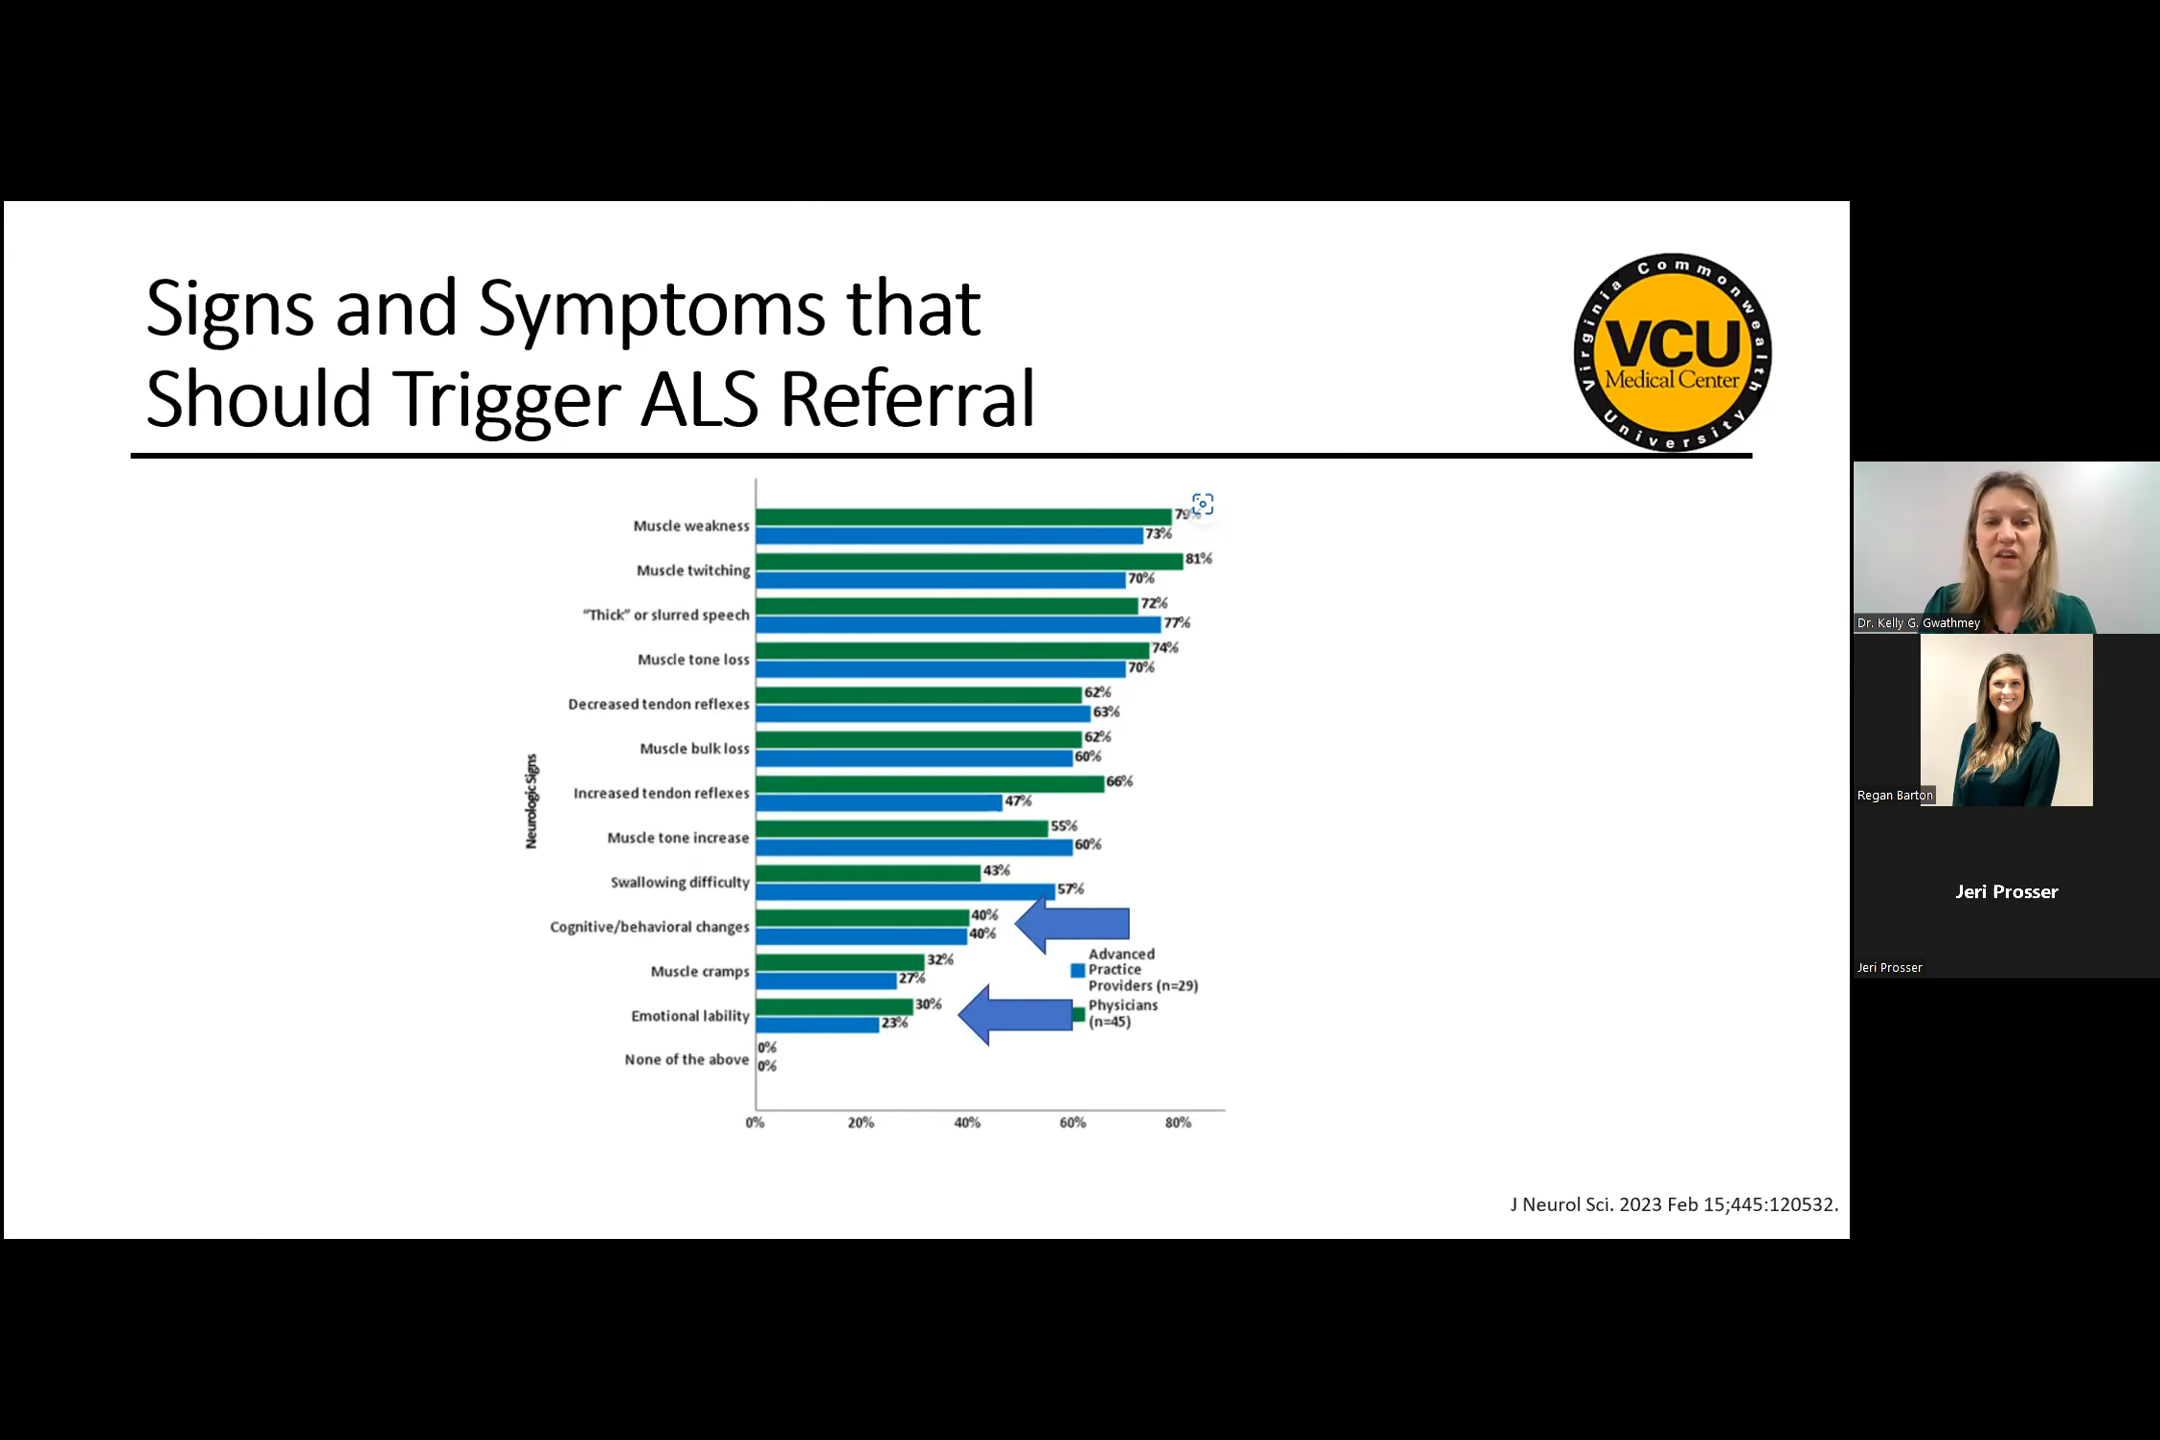 Signs and Symptoms that
Should Trigger ALS Referral
Virginia Commonwealth University
VCU
Medical Center
Neurologic Signs
Muscle weakness
79%
73%
Muscle twitching
81%
70%
"Thick" or slurred speech
72%
77%
Muscle tone loss
74%
70%
Decreased tendon reflexes
62%
63%
Muscle bulk loss
62%
60%
Increased tendon reflexes
66%
47%
Muscle tone increase
55%
60%
Swallowing difficulty
43%
57%
Cognitive/behavioral changes
40%
40%
Muscle cramps
32%
27%
Emotional lability
30%
23%
None of the above
0%
0%
Advanced
Practice
Providers (n=29)
Physicians
(n=45)
0% 20% 40% 60% 80%
J Neurol Sci. 2023 Feb 15;445:120532.
Dr. Kelly G. Gwathmey
Regan Barton
Jeri Prosser
Jeri Prosser